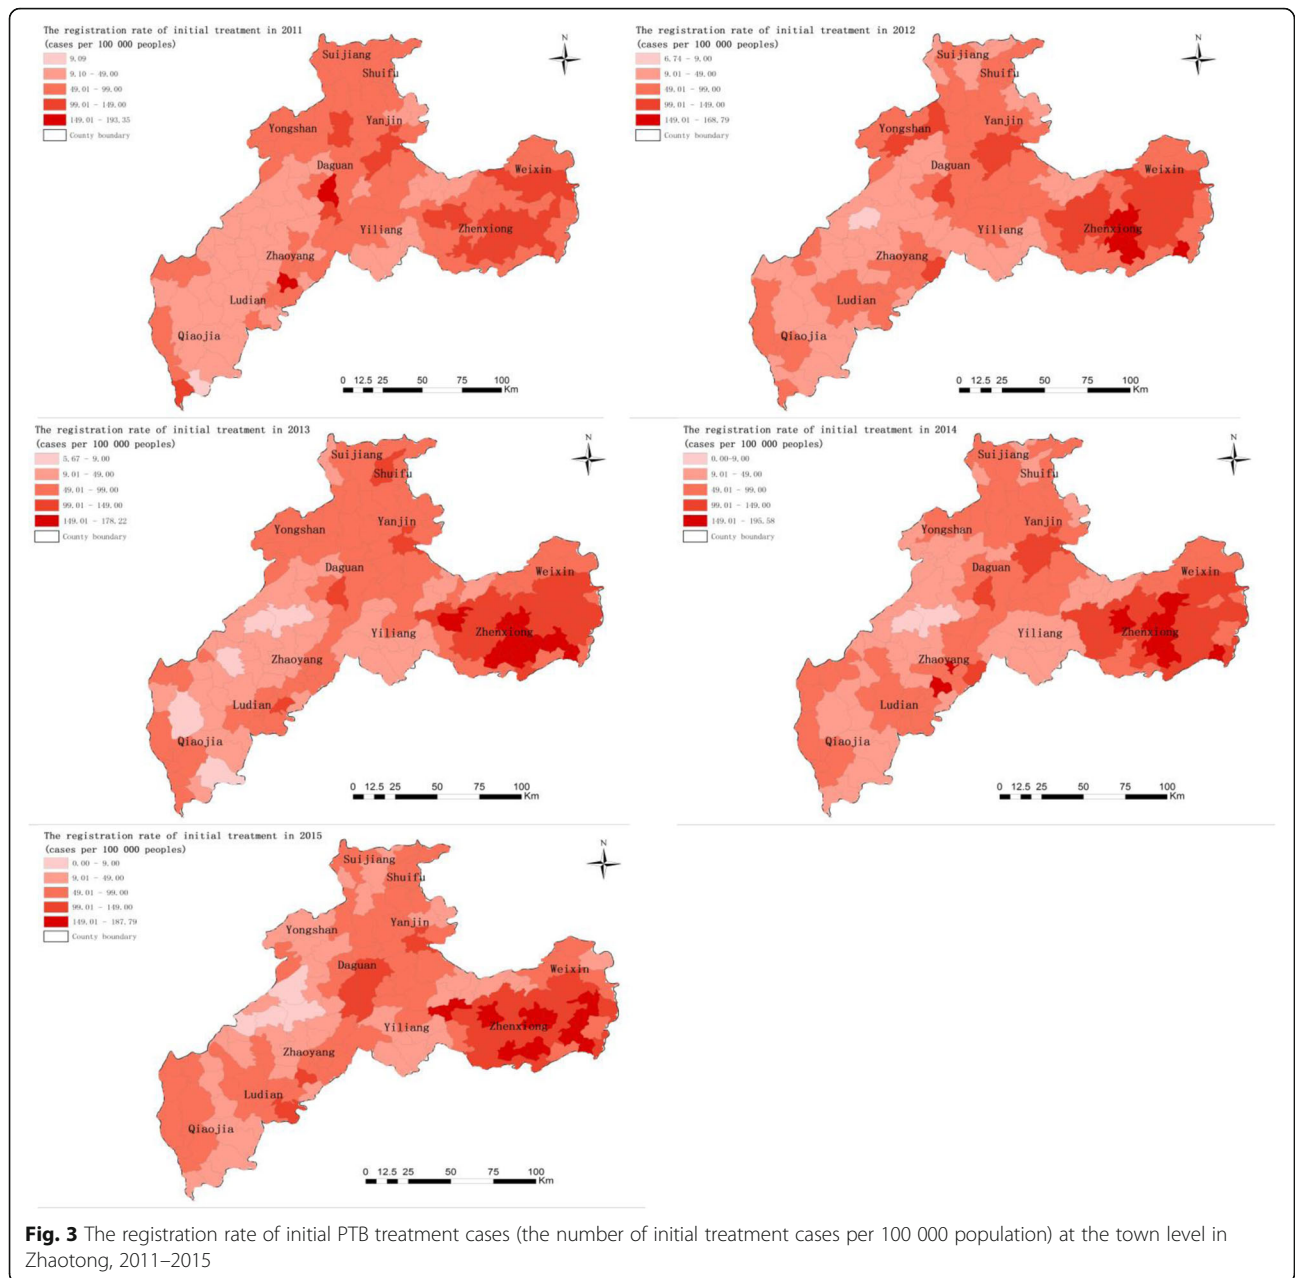 The registration rate of initial treatment in 2011
(cases per 100 000 peoples)
9.09
9.10 - 49.00
49.01 - 99.00
99.01 - 149.00
149.01 - 193.35
County boundary
N
Suijiang
Shuifu
Yongshan
Yanjin
Daguan
Weixin
Yiliang
Zhenxiong
Zhaoyang
Ludian
Qiaojia
0 12.5 25 50 75 100
Km
The registration rate of initial treatment in 2012
(cases per 100 000 peoples)
6.74 - 9.00
9.01 - 49.00
49.01 - 99.00
99.01 - 149.00
149.01 - 168.79
County boundary
N
Suijiang
Shuifu
Yongshan
Yanjin
Daguan
Weixin
Yiliang
Zhenxiong
Zhaoyang
Ludian
Qiaojia
0 12.5 25 50 75 100
Km
The registration rate of initial treatment in 2013
(cases per 100 000 peoples)
5.67 - 9.00
9.01 - 49.00
49.01 - 99.00
99.01 - 149.00
149.01 - 178.22
County boundary
N
Suijiang
Shuifu
Yongshan
Yanjin
Daguan
Weixin
Yiliang
Zhenxiong
Zhaoyang
Ludian
Qiaojia
0 12.5 25 50 75 100
Km
The registration rate of initial treatment in 2014
(cases per 100 000 peoples)
0.00-9.00
9.01 - 49.00
49.01 - 99.00
99.01 - 149.00
149.01 - 195.58
County boundary
N
Suijiang
Shuifu
Yongshan
Yanjin
Daguan
Weixin
Yiliang
Zhenxiong
Zhaoyang
Ludian
Qiaojia
0 12.5 25 50 75 100
Km
The registration rate of initial treatment in 2015
(cases per 100 000 peoples)
0.00 - 9.00
9.01 - 49.00
49.01 - 99.00
99.01 - 149.00
149.01 - 187.79
County boundary
N
Suijiang
Shuifu
Yongshan
Yanjin
Daguan
Weixin
Yiliang
Zhenxiong
Zhaoyang
Ludian
Qiaojia
0 12.5 25 50 75 100
Km
Fig. 3 The registration rate of initial PTB treatment cases (the number of initial treatment cases per 100 000 population) at the town level in
Zhaotong, 2011–2015